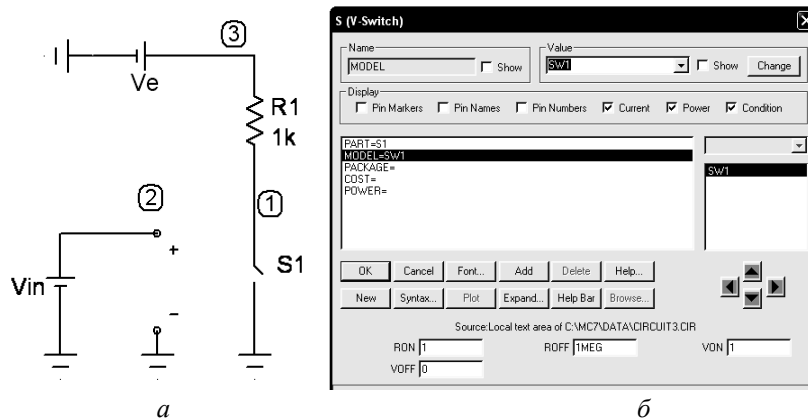 3
Ve
R1
1k
2
1
+
Vin
S1
−
а
S (V-Switch)
Name
MODEL
Show
Value
SW1
Show
Change
Display
Pin Markers Pin Names Pin Numbers Current Power Condition
PART=S1
MODEL=SW1
PACKAGE=
COST=
POWER=
SW1
OK Cancel Font... Add Delete Help...
New Syntax... Plot Expand... Help Bar Browse...
Source:Local text area of C:\MC7\DATA\CIRCUIT3.CIR
RON 1 ROFF 1MEG VON 1
VOFF 0
б